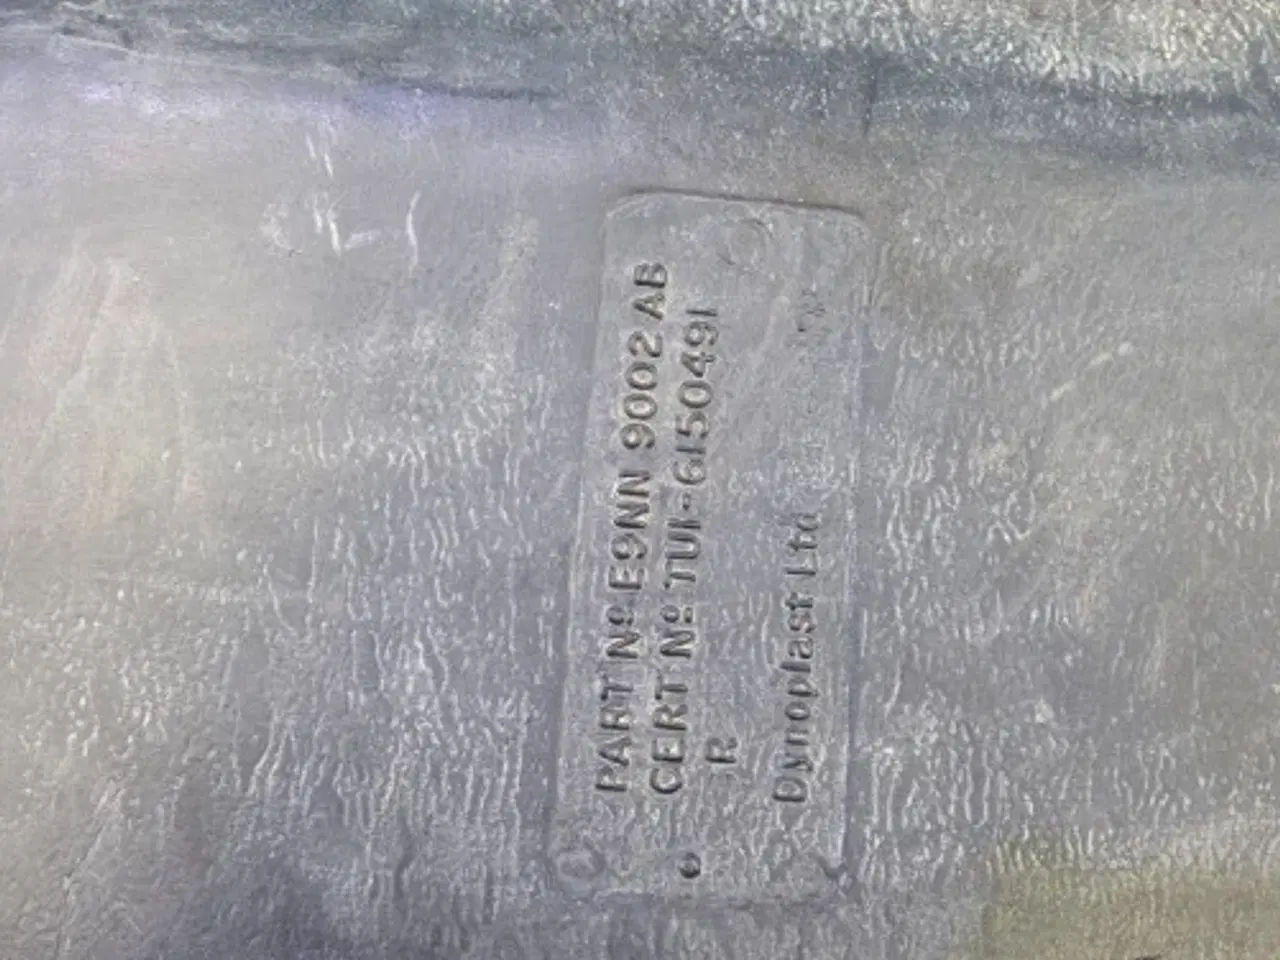 PART Nº E9NN 9002 AB
CERT Nº TUI-6150491
R
Dynoplast Ltd